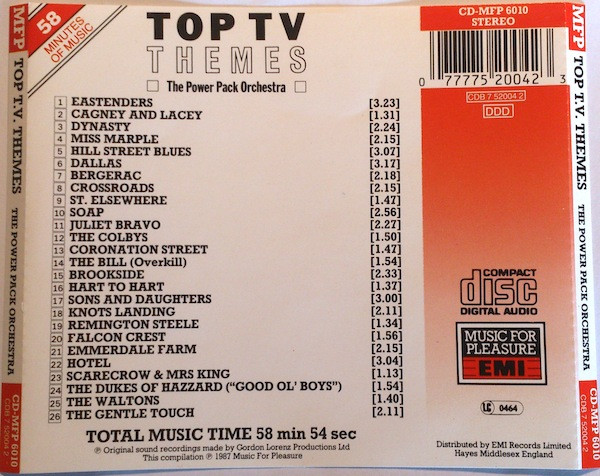 MFP TOP T.V. THEMES THE POWER PACK ORCHESTRA CD-MFP 6010 CDB 7 52004 2
58
MINUTES
OF MUSIC
TOP TV
THEMES
The Power Pack Orchestra
1 EASTENDERS [3.23]
2 CAGNEY AND LACEY [1.31]
3 DYNASTY [2.24]
4 MISS MARPLE [2.15]
5 HILL STREET BLUES [3.07]
6 DALLAS [3.17]
7 BERGERAC [2.18]
8 CROSSROADS [2.15]
9 ST. ELSEWHERE [1.47]
10 SOAP [2.56]
11 JULIET BRAVO [2.27]
12 THE COLBYS [1.50]
13 CORONATION STREET [1.47]
14 THE BILL (Overkill) [1.54]
15 BROOKSIDE [2.33]
16 HART TO HART [1.37]
17 SONS AND DAUGHTERS [3.00]
18 KNOTS LANDING [2.11]
19 REMINGTON STEELE [1.34]
20 FALCON CREST [1.56]
21 EMMERDALE FARM [2.15]
22 HOTEL [3.04]
23 SCARECROW & MRS KING [1.13]
24 THE DUKES OF HAZZARD ("GOOD OL' BOYS") [1.54]
25 THE WALTONS [1.40]
26 THE GENTLE TOUCH [2.11]
TOTAL MUSIC TIME 58 min 54 sec
Ⓟ Original sound recordings made by Gordon Lorenz Productions Ltd
This compilation Ⓟ 1987 Music For Pleasure
CD-MFP 6010
STEREO
0 77775 20042 3
CDB 7 52004 2
DDD
COMPACT
disc
DIGITAL AUDIO
MUSIC FOR
PLEASURE
EMI
LC 0464
Distributed by EMI Records Limited
Hayes Middlesex England
MFP TOP T.V. THEMES THE POWER PACK ORCHESTRA CD-MFP 6010 CDB 7 52004 2